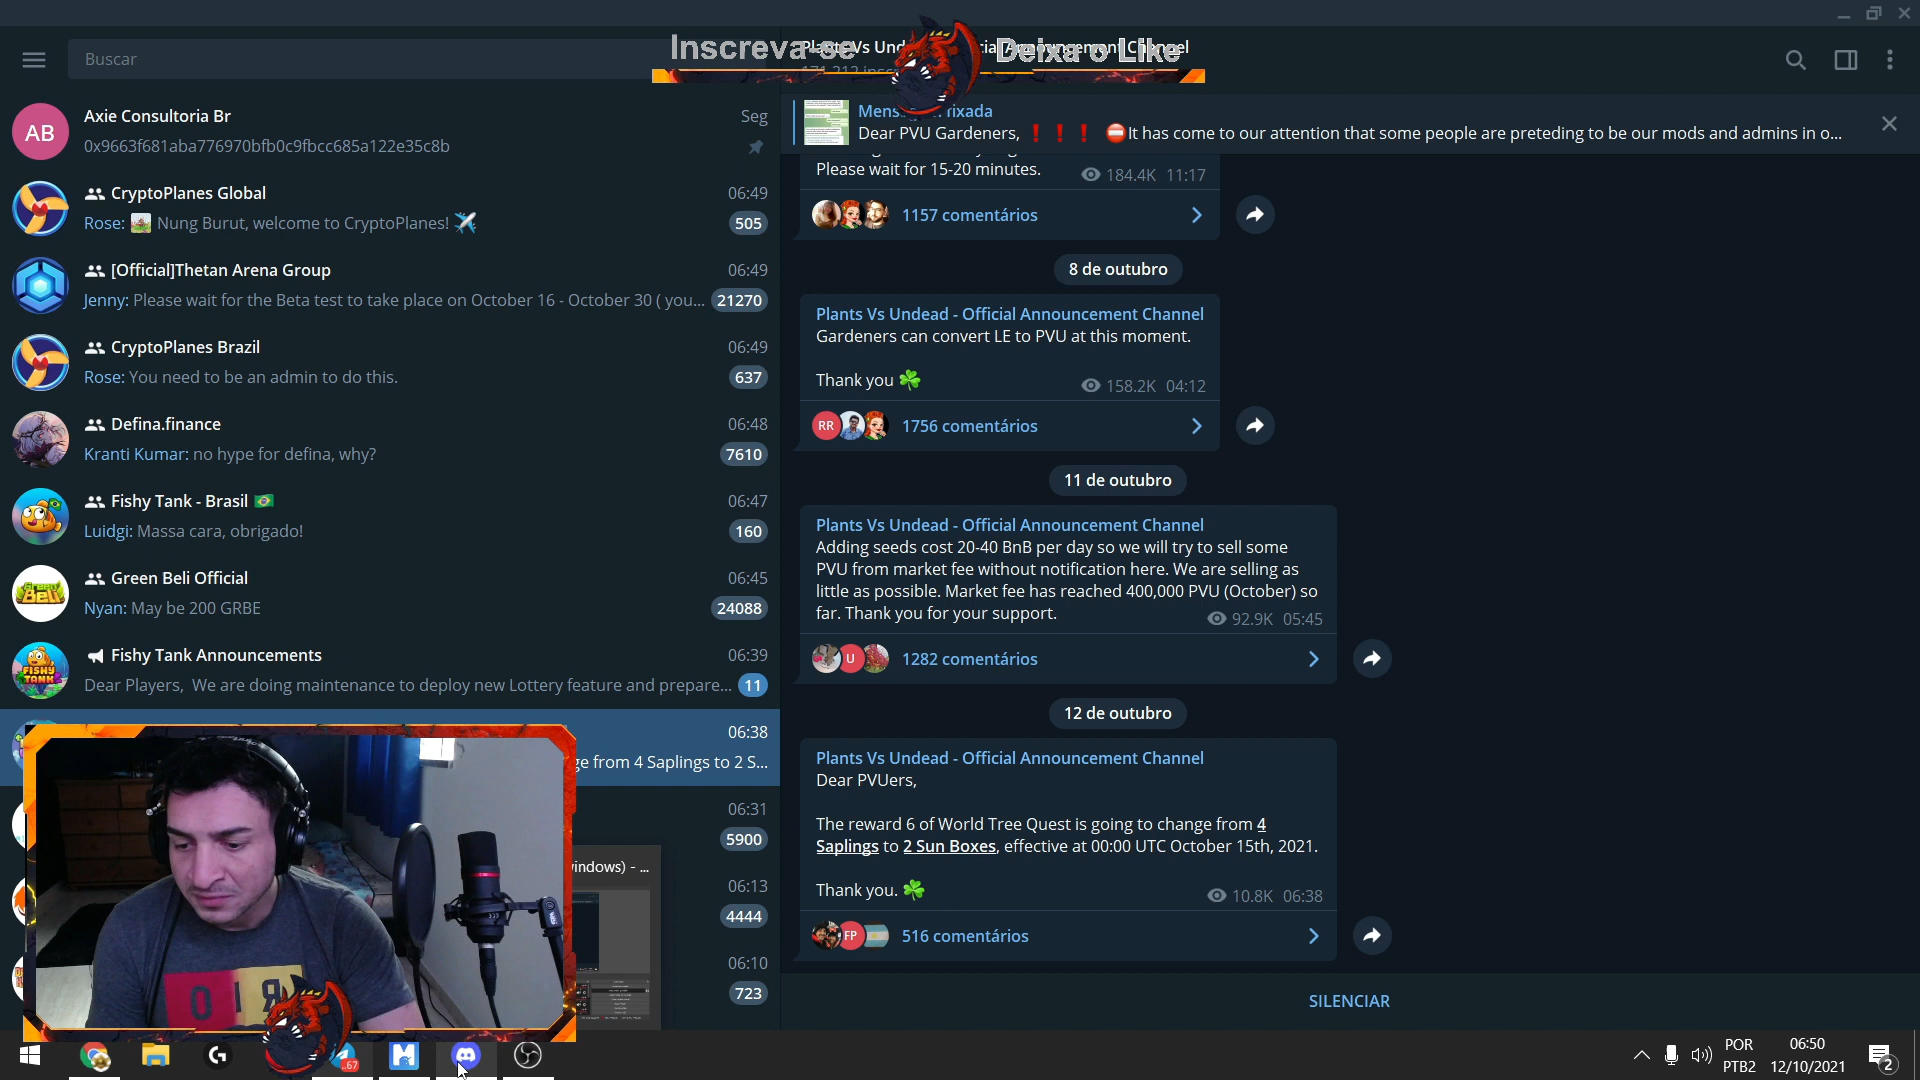 Inscreva-se
Deixa o Like
Buscar
Axie Consultoria Br
Seg
0x9663f681aba776970bfb0c9fbcc685a122e35c8b
CryptoPlanes Global
06:49
Rose: Nung Burut, welcome to CryptoPlanes!
505
[Official]Thetan Arena Group
06:49
Jenny: Please wait for the Beta test to take place on October 16 - October 30 ( you...
21270
CryptoPlanes Brazil
06:49
Rose: You need to be an admin to do this.
637
Defina.finance
06:48
Kranti Kumar: no hype for defina, why?
7610
Fishy Tank - Brasil
06:47
Luidgi: Massa cara, obrigado!
160
Green Beli Official
06:45
Nyan: May be 200 GRBE
24088
Fishy Tank Announcements
06:39
Dear Players, We are doing maintenance to deploy new Lottery feature and prepare...
11
06:38
ge from 4 Saplings to 2 S...
06:31
5900
06:13
4444
06:10
723
AB
Dear PVU Gardeners, ❗ ❗ ❗ ⛔It has come to our attention that some people are preteding to be our mods and admins in o...
Please wait for 15-20 minutes.
184.4K 11:17
1157 comentários
8 de outubro
Plants Vs Undead - Official Announcement Channel
Gardeners can convert LE to PVU at this moment.
Thank you ☘
158.2K 04:12
RR
1756 comentários
11 de outubro
Plants Vs Undead - Official Announcement Channel
Adding seeds cost 20-40 BnB per day so we will try to sell some
PVU from market fee without notification here. We are selling as
little as possible. Market fee has reached 400,000 PVU (October) so
far. Thank you for your support.
92.9K 05:45
U
1282 comentários
12 de outubro
Plants Vs Undead - Official Announcement Channel
Dear PVUers,
The reward 6 of World Tree Quest is going to change from 4
Saplings to 2 Sun Boxes, effective at 00:00 UTC October 15th, 2021.
Thank you. ☘
10.8K 06:38
FP
516 comentários
SILENCIAR
POR
PTB2
06:50
12/10/2021
2